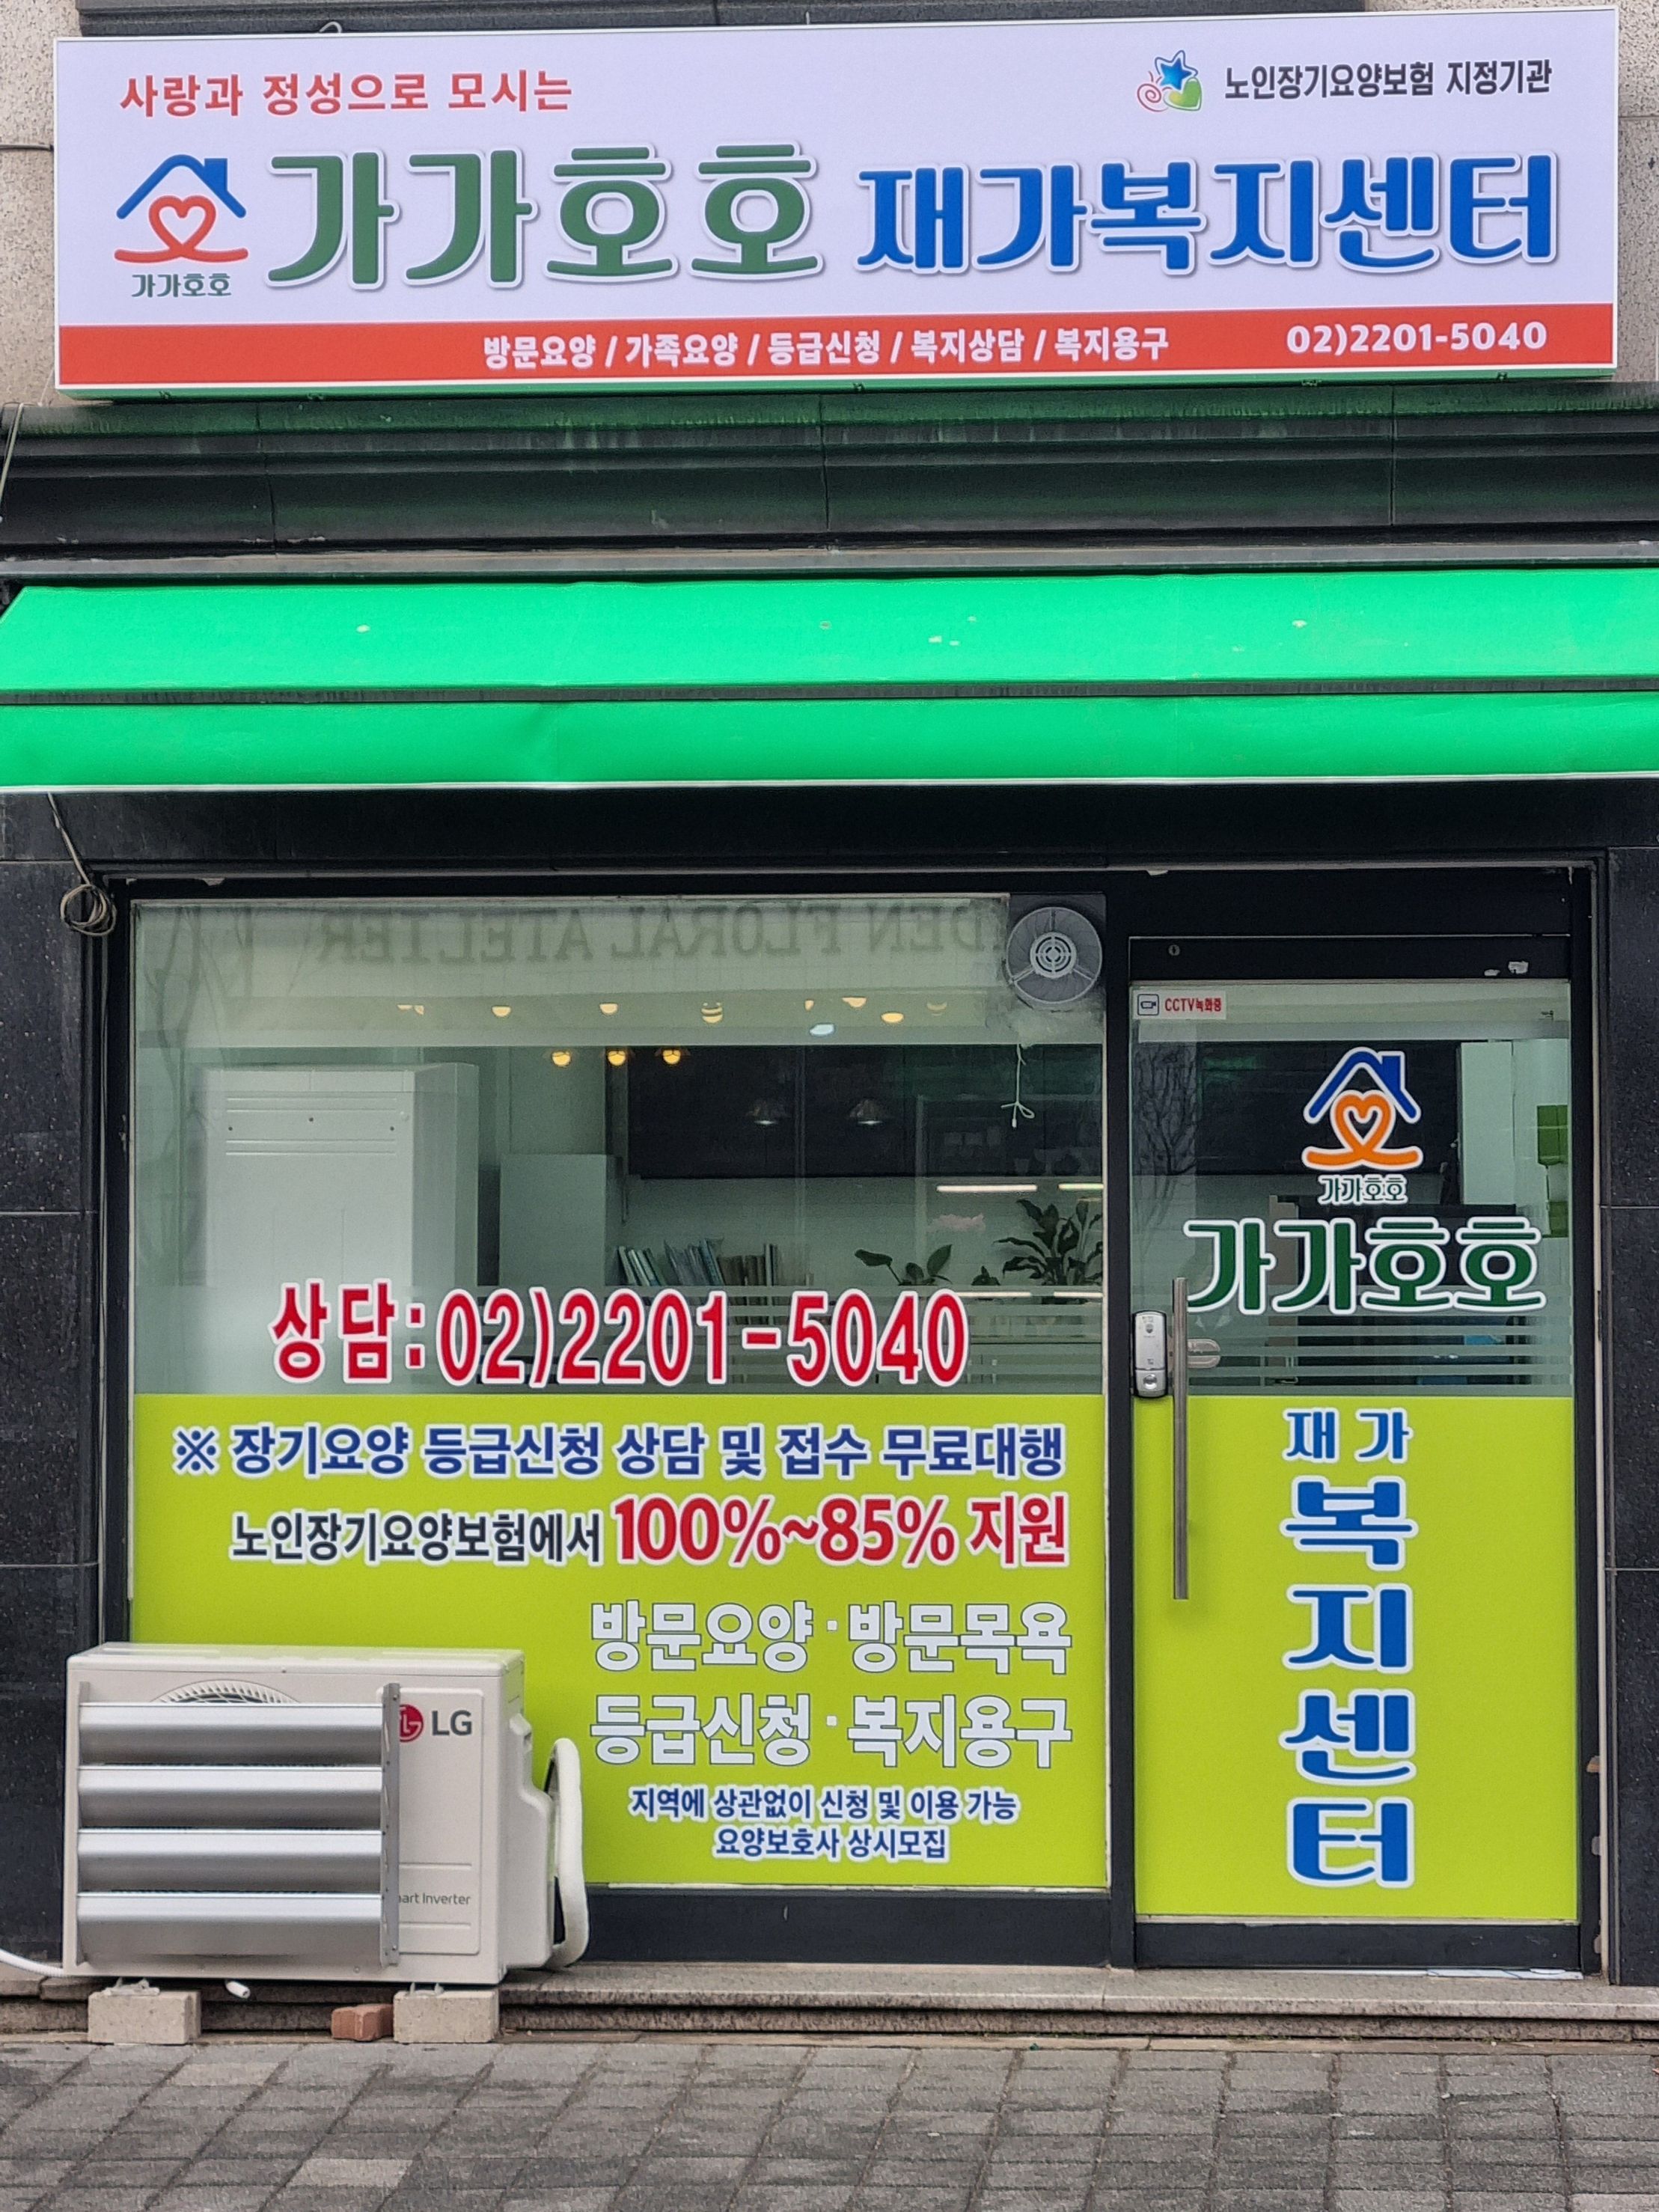 사랑과 정성으로 모시는
노인장기요양보험 지정기관
가가호호 재가복지센터
가가호호
방문요양 / 가족요양 / 등급신청 / 복지상담 / 복지용구 02)2201-5040
DEN FLORAL ATELIER
CCTV녹화중
가가호호
가가호호
재가
복
지
센
터
상담:02)2201-5040
※ 장기요양 등급신청 상담 및 접수 무료대행
노인장기요양보험에서 100%~85% 지원
방문요양·방문목욕
등급신청·복지용구
지역에 상관없이 신청 및 이용 가능
요양보호사 상시모집
LG
Inverter